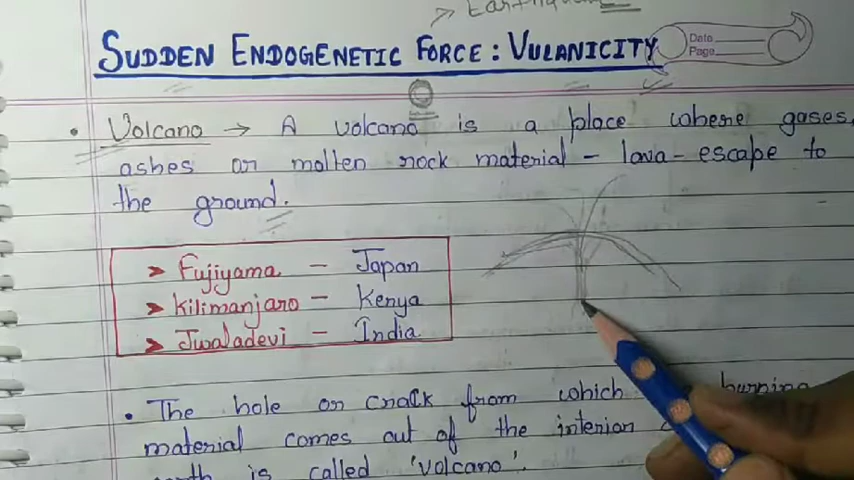 Earthquake
SUDDEN ENDOGENETIC FORCE : VULANICITY
Date
Page
• Volcano → A volcano is a place where gases,
ashes or molten rock material - lava - escape to
the ground.
➤ Fujiyama - Japan
➤ Kilimanjaro - Kenya
➤ Jwaladevi - India
• The hole or crack from which burning
material comes out of the interior
is called 'volcano'.